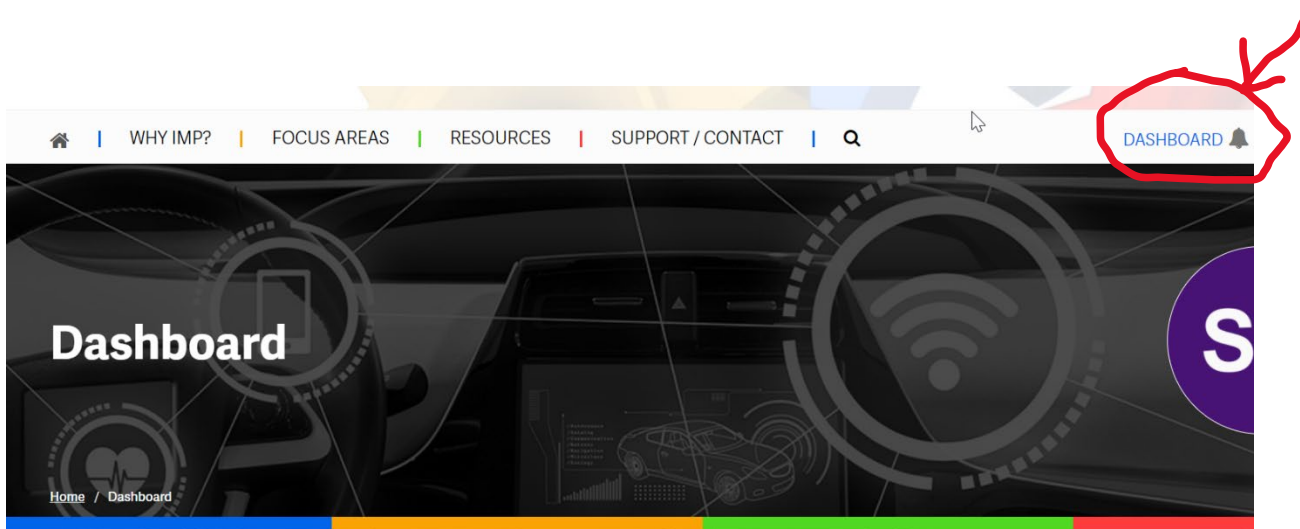 WHY IMP? | FOCUS AREAS | RESOURCES | SUPPORT / CONTACT | DASHBOARD
Dashboard
S
Home / Dashboard